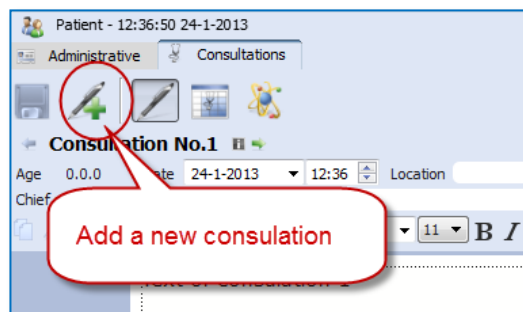 Patient - 12:36:50 24-1-2013
Administrative Consultations
Consultation No.1
Age 0.0.0 24-1-2013 12:36 Location
Chief
Add a new consulation
11 B I